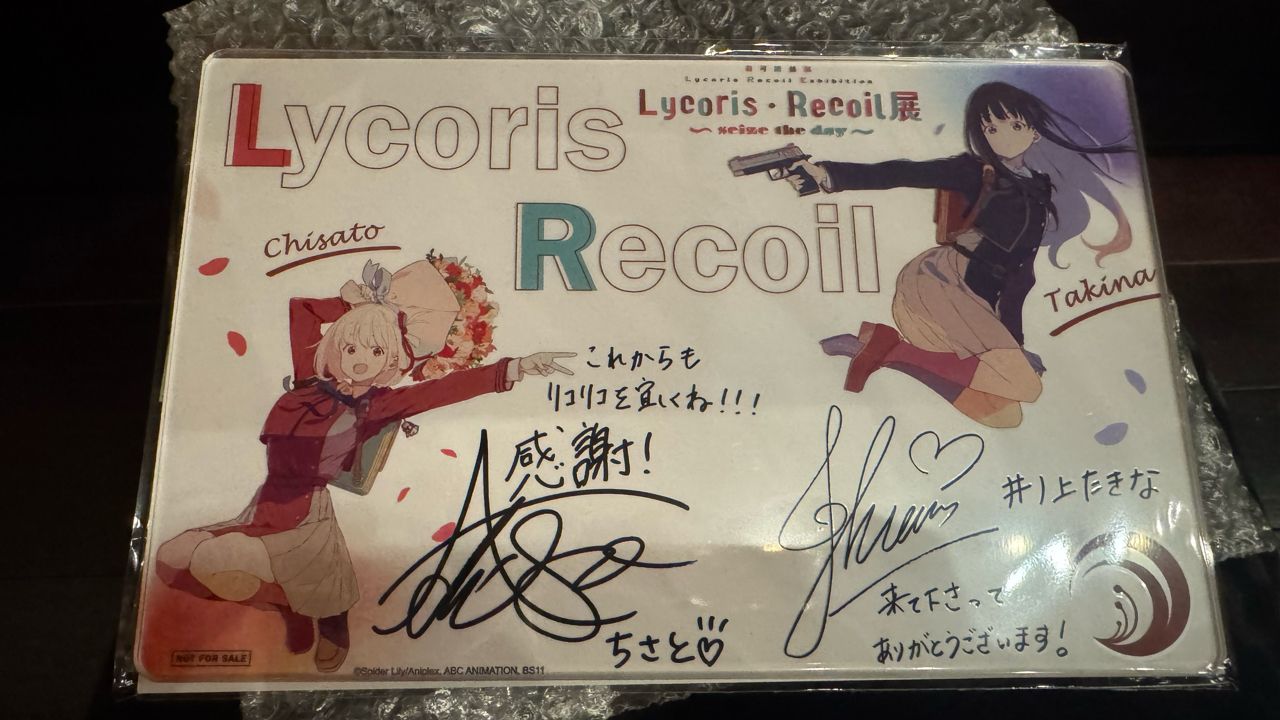 Lycoris
Recoil
Lycoris Recoil Exhibition
Lycoris・Recoil展
〜 seize the day 〜
Chisato
Takina
これからも
リコリコを宜しくね!!!
感謝!
ちさと♡
井ノ上たきな
来て下さって
ありがとうございます!
NOT FOR SALE
©Spider Lily/Aniplex, ABC ANIMATION, BS11